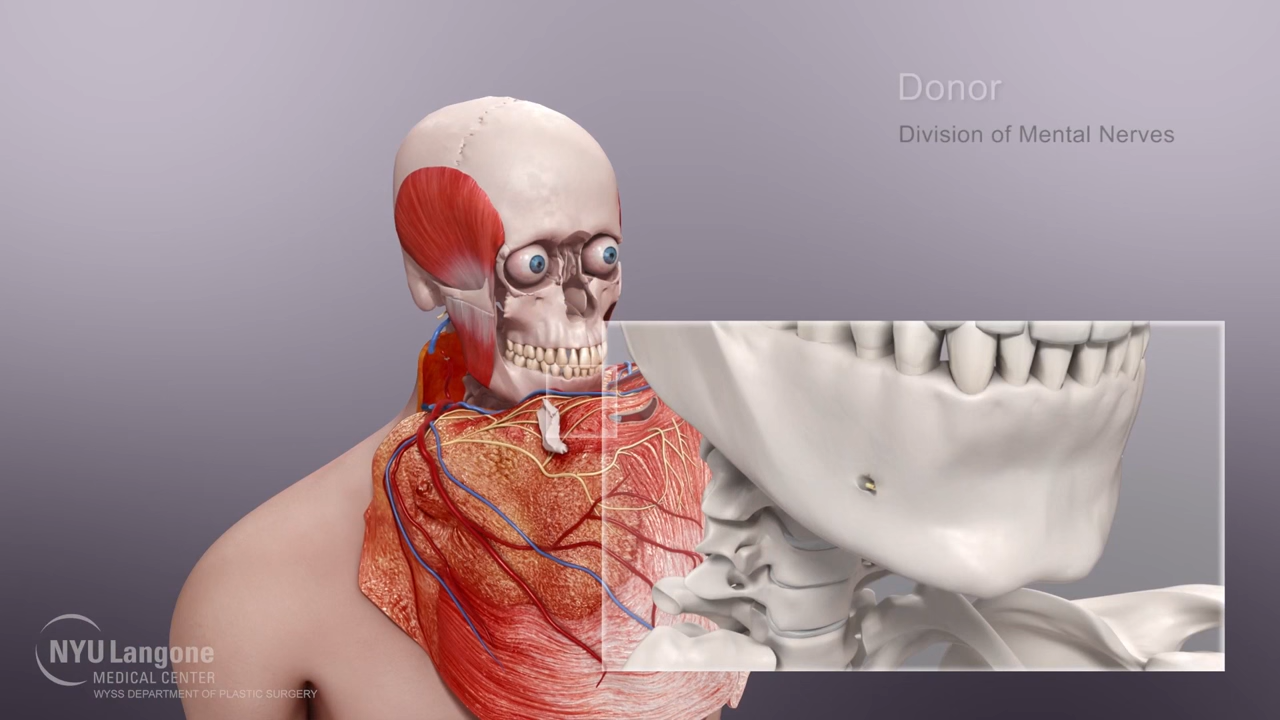 Donor
Division of Mental Nerves
NYU Langone
MEDICAL CENTER
WYSS DEPARTMENT OF PLASTIC SURGERY